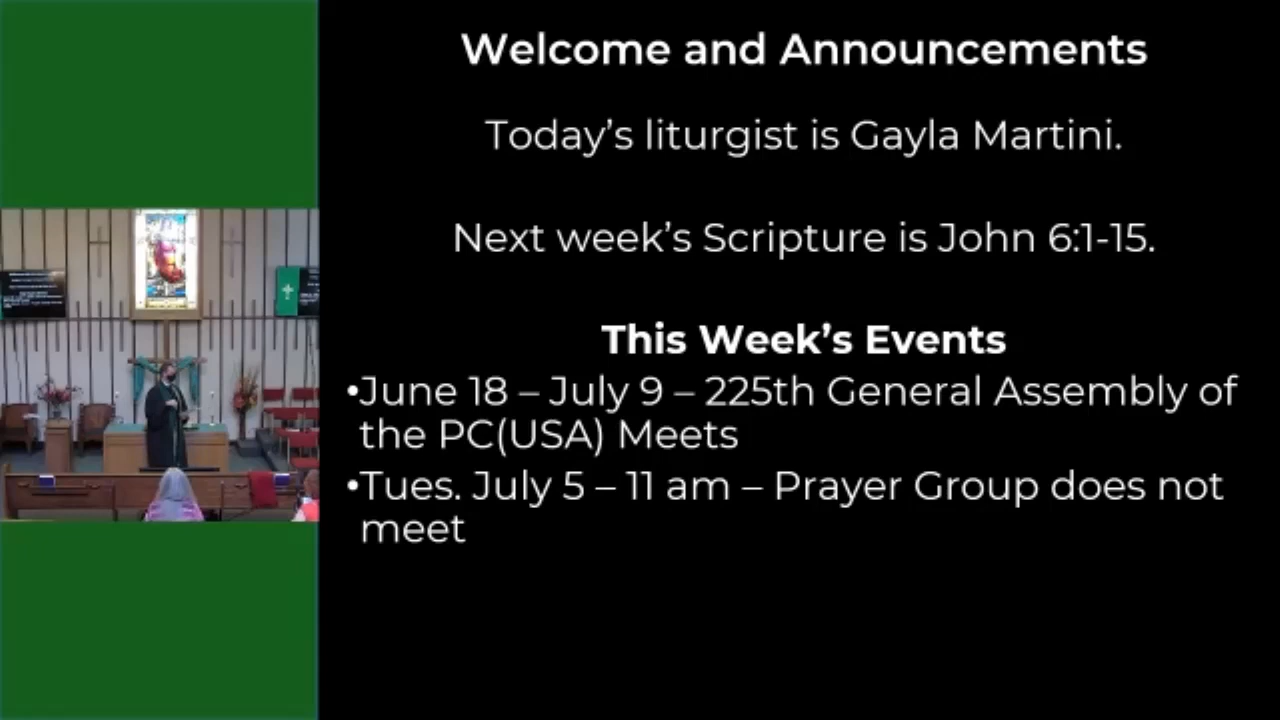 Welcome and Announcements
Today's liturgist is Gayla Martini.
Next week's Scripture is John 6:1-15.
This Week's Events
•June 18 – July 9 – 225th General Assembly of
the PC(USA) Meets
•Tues. July 5 – 11 am – Prayer Group does not
meet